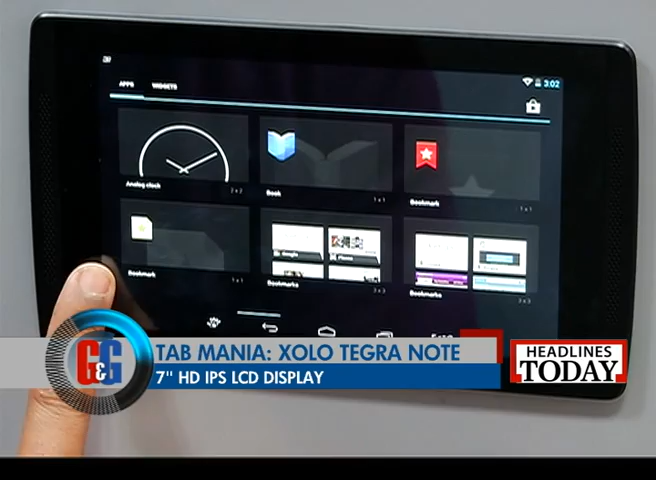 APPS WIDGETS
3:02
Analog clock 2 x 2
Book 1 x 1
Bookmark 1 x 1
Bookmark 1 x 1
Bookmarks 3 x 3
Bookmarks 3 x 3
G&G
TAB MANIA: XOLO TEGRA NOTE
7" HD IPS LCD DISPLAY
HEADLINES
TODAY